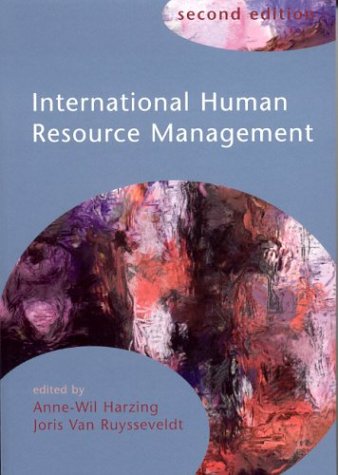 second edition
International Human
Resource Management
edited by
Anne-Wil Harzing
Joris Van Ruysseveldt